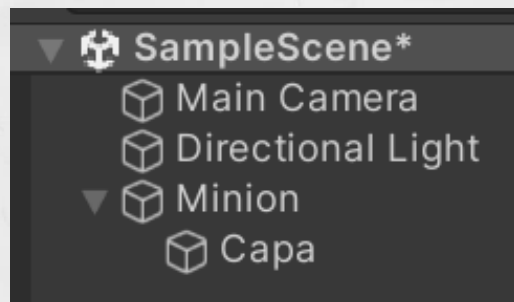 SampleScene*
Main Camera
Directional Light
Minion
Capa